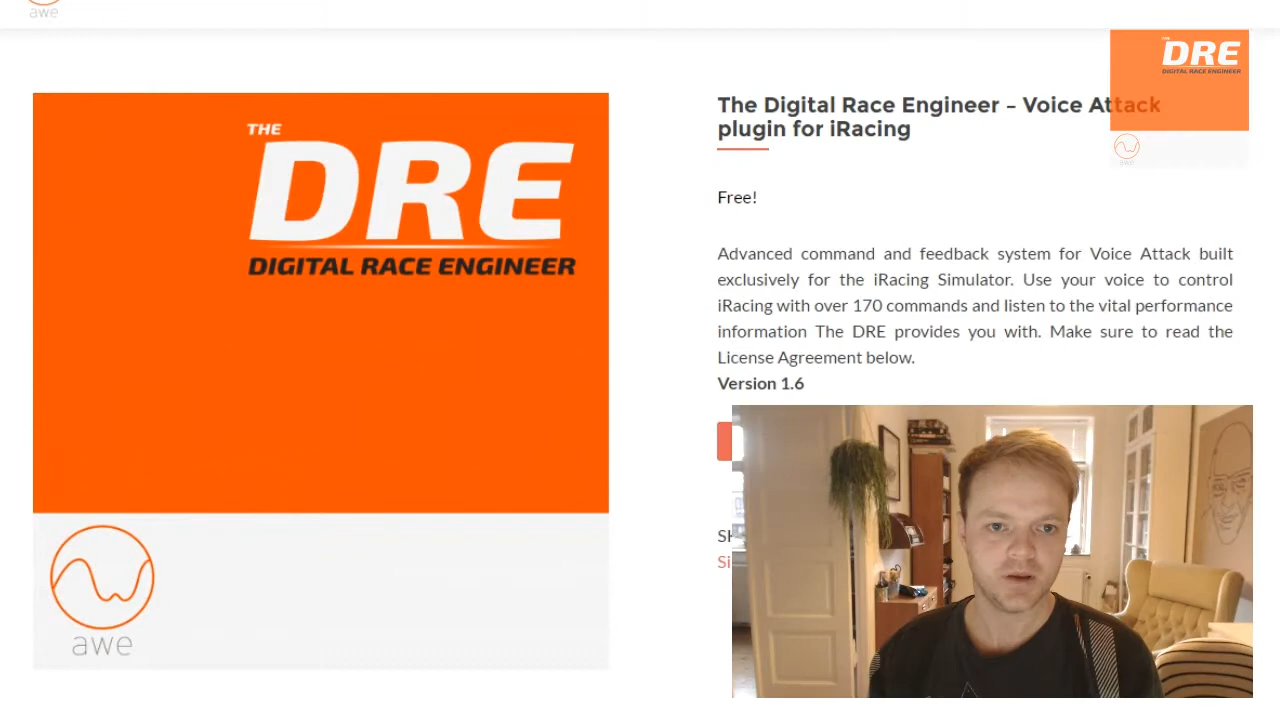 awe
THE
DRE
DIGITAL RACE ENGINEER
awe
THE
DRE
DIGITAL RACE ENGINEER
awe
The Digital Race Engineer – Voice Attack
plugin for iRacing
Free!
Advanced command and feedback system for Voice Attack built
exclusively for the iRacing Simulator. Use your voice to control
iRacing with over 170 commands and listen to the vital performance
information The DRE provides you with. Make sure to read the
License Agreement below.
Version 1.6